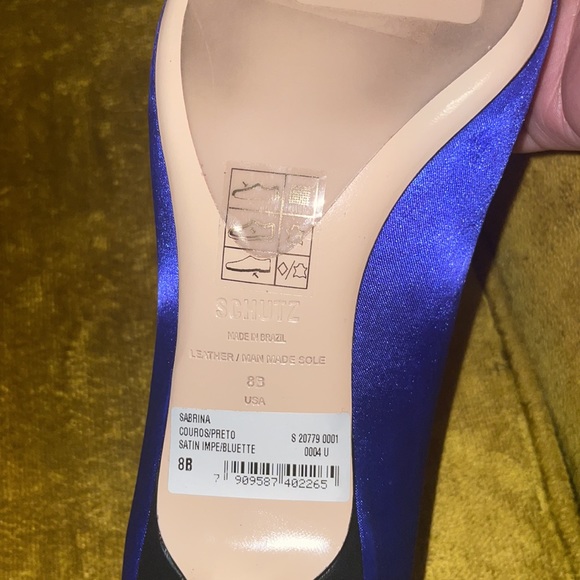 SCHUTZ
MADE IN BRAZIL
LEATHER / MAN MADE SOLE
8B
USA
SABRINA
COUROS/PRETO S 20779 0001
SATIN IMPE/BLUETTE 0004 U
8B
7 909587 402265